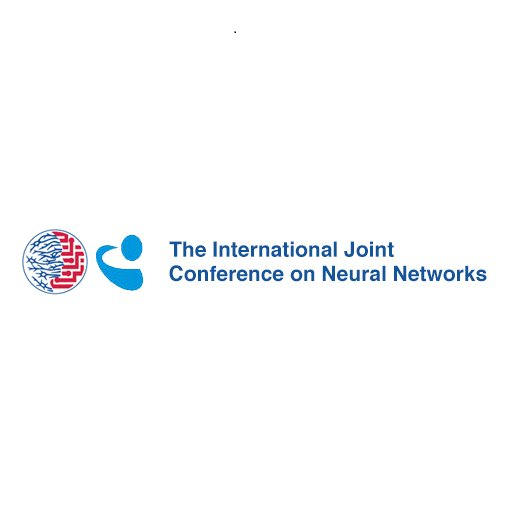 The International Joint
Conference on Neural Networks